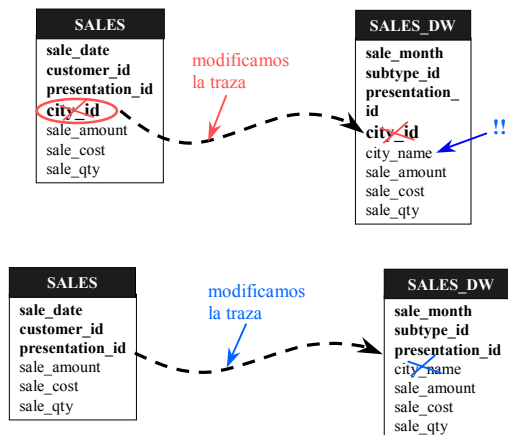 SALES
sale_date
customer_id
presentation_id
city_id
sale_amount
sale_cost
sale_qty
modificamos
la traza
SALES_DW
sale_month
subtype_id
presentation_
id
city_id
city_name
sale_amount
sale_cost
sale_qty
!!
SALES
sale_date
customer_id
presentation_id
sale_amount
sale_cost
sale_qty
modificamos
la traza
SALES_DW
sale_month
subtype_id
presentation_id
city_name
sale_amount
sale_cost
sale_qty